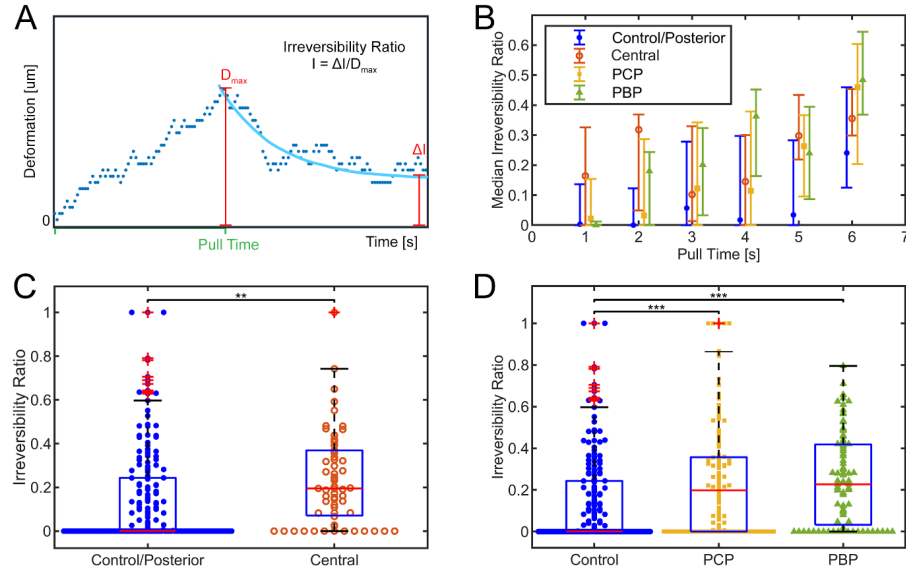 A
Deformation [um]
0
Irreversibility Ratio
I = ΔI/Dmax
Dmax
ΔI
Pull Time
Time [s]
B
Median Irreversibility Ratio
0.6
0.5
0.4
0.3
0.2
0.1
0
Control/Posterior
Central
PCP
PBP
0 1 2 3 4 5 6 7
Pull Time [s]
C
Irreversibility Ratio
1
0.8
0.6
0.4
0.2
0
**
Control/Posterior Central
D
Irreversibility Ratio
1
0.8
0.6
0.4
0.2
0
***
***
Control PCP PBP